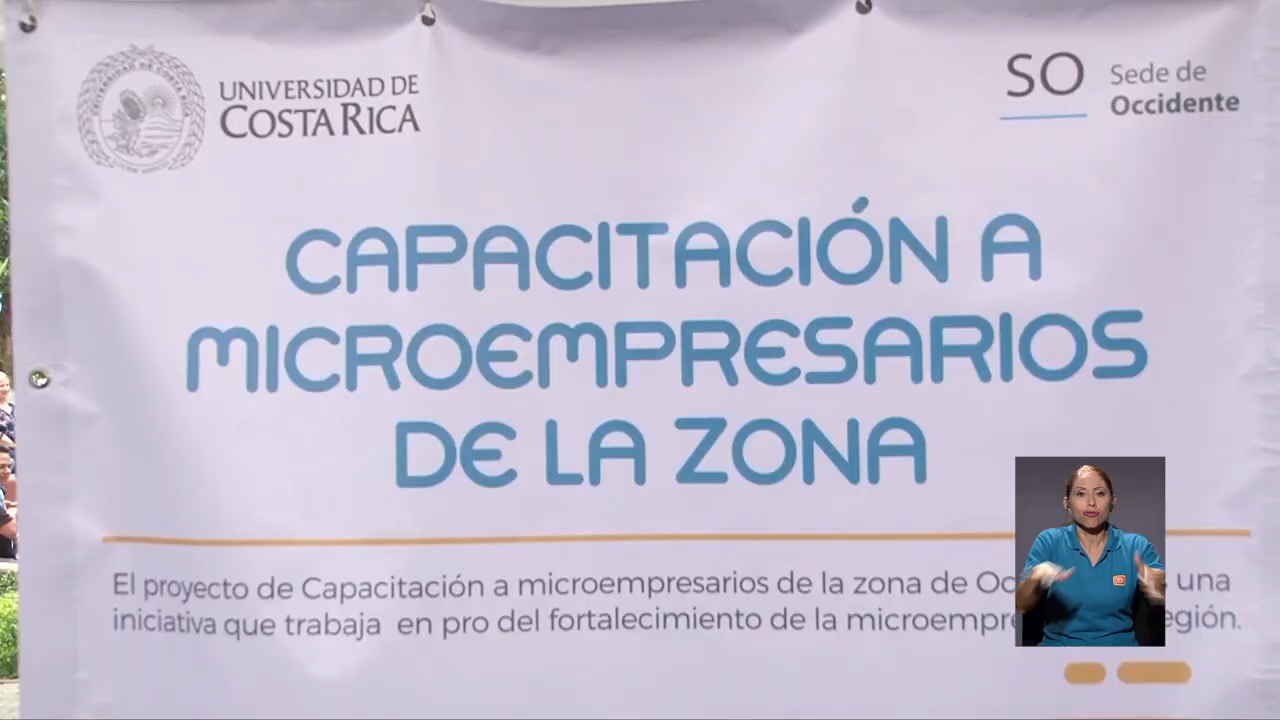 UNIVERSIDAD DE
COSTA RICA
SO
Sede de
Occidente
CAPACITACIÓN A
MICROEMPRESARIOS
DE LA ZONA
El proyecto de Capacitación a microempresarios de la zona de una
iniciativa que trabaja en pro del fortalecimiento de la